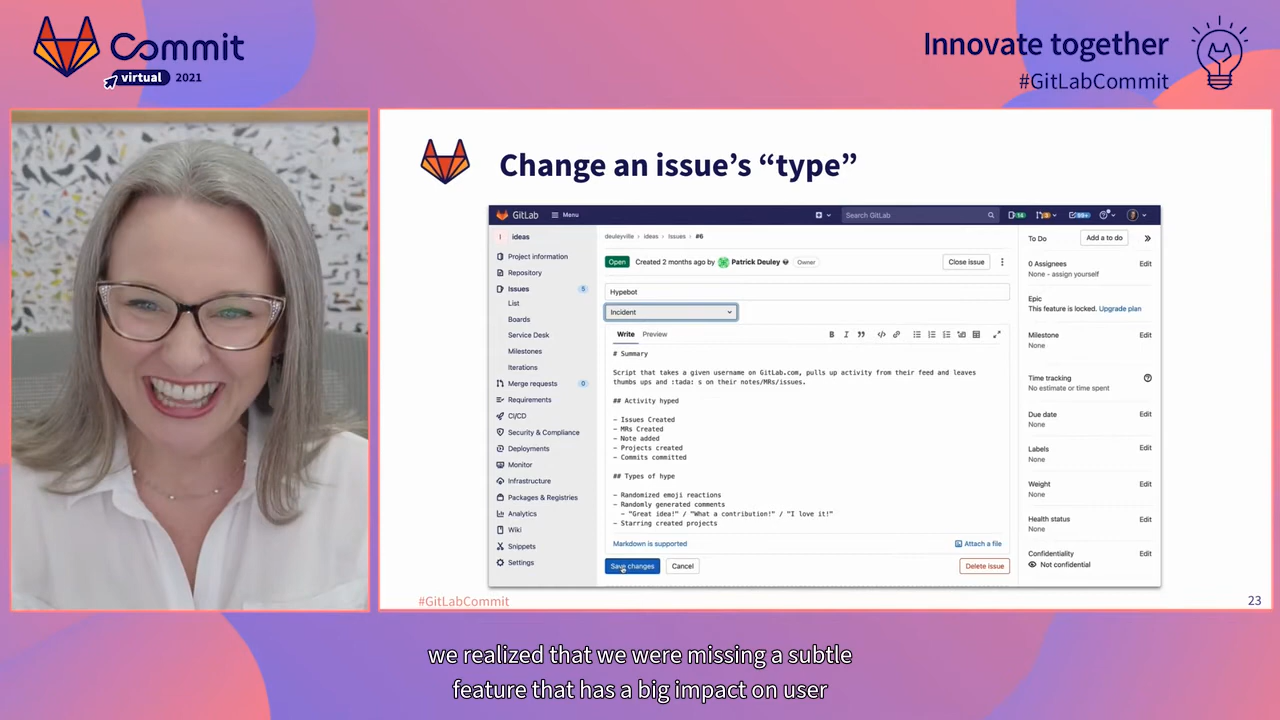 Commit
virtual 2021
Innovate together
#GitLabCommit
Change an issue's “type”
GitLab Menu
Search GitLab
14
3
99+
I ideas
Project information
Repository
Issues 5
List
Boards
Service Desk
Milestones
Iterations
Merge requests 0
Requirements
CI/CD
Security & Compliance
Deployments
Monitor
Infrastructure
Packages & Registries
Analytics
Wiki
Snippets
Settings
deuleyville › ideas › Issues › #6
Open Created 2 months ago by Patrick Deuley Owner
Close issue
Hypebot
Incident
Write Preview
B I
# Summary
Script that takes a given username on GitLab.com, pulls up activity from their feed and leaves
thumbs ups and :tada: s on their notes/MRs/issues.
## Activity hyped
- Issues Created
- MRs Created
- Note added
- Projects created
- Commits committed
## Types of hype
- Randomized emoji reactions
- Randomly generated comments
- "Great idea!" / "What a contribution!" / "I love it!"
- Starring created projects
Markdown is supported
Attach a file
Save changes Cancel
Delete issue
To Do Add a to do »
0 Assignees Edit
None - assign yourself
Epic
This feature is locked. Upgrade plan
Milestone Edit
None
Time tracking
No estimate or time spent
Due date Edit
None
Labels Edit
None
Weight Edit
None
Health status Edit
None
Confidentiality Edit
Not confidential
#GitLabCommit
23
we realized that we were missing a subtle
feature that has a big impact on user